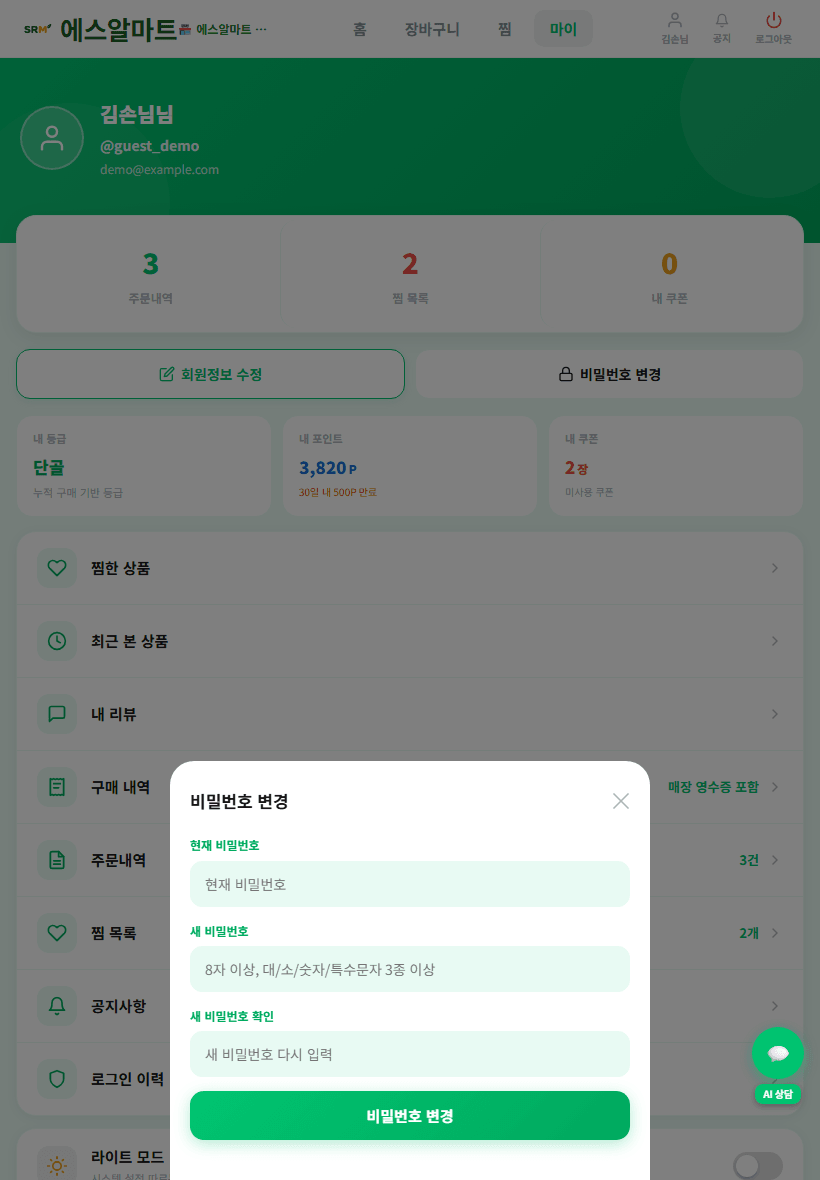 SRM 에스알마트 에스알마트 ···
홈 장바구니 찜 마이
김손님 공지 로그아웃
김손님님
@guest_demo
demo@example.com
3 2 0
주문내역 찜 목록 내 쿠폰
회원정보 수정 비밀번호 변경
내 등급 내 포인트 내 쿠폰
단골 3,820 P 2 장
누적 구매 기반 등급 30일 내 500P 만료 미사용 쿠폰
찜한 상품
최근 본 상품
내 리뷰
구매 내역 매장 영수증 포함
주문내역 3건
찜 목록 2개
공지사항
로그인 이력
라이트 모드
비밀번호 변경
현재 비밀번호
현재 비밀번호
새 비밀번호
8자 이상, 대/소/숫자/특수문자 3종 이상
새 비밀번호 확인
새 비밀번호 다시 입력
비밀번호 변경
AI 상담